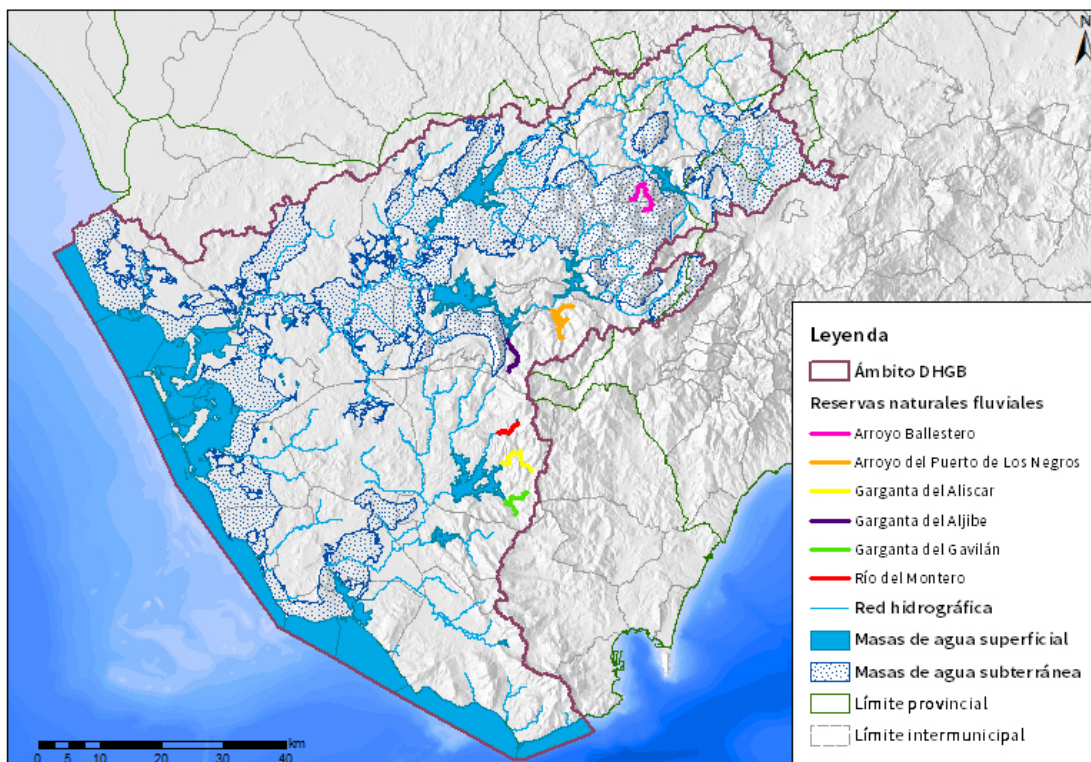 N
Leyenda
Ámbito DHGB
Reservas naturales fluviales
Arroyo Ballestero
Arroyo del Puerto de Los Negros
Garganta del Aliscar
Garganta del Aljibe
Garganta del Gavilán
Río del Montero
Red hidrográfica
Masas de agua superficial
Masas de agua subterránea
Límite provincial
Límite intermunicipal
km
0 5 10 20 30 40